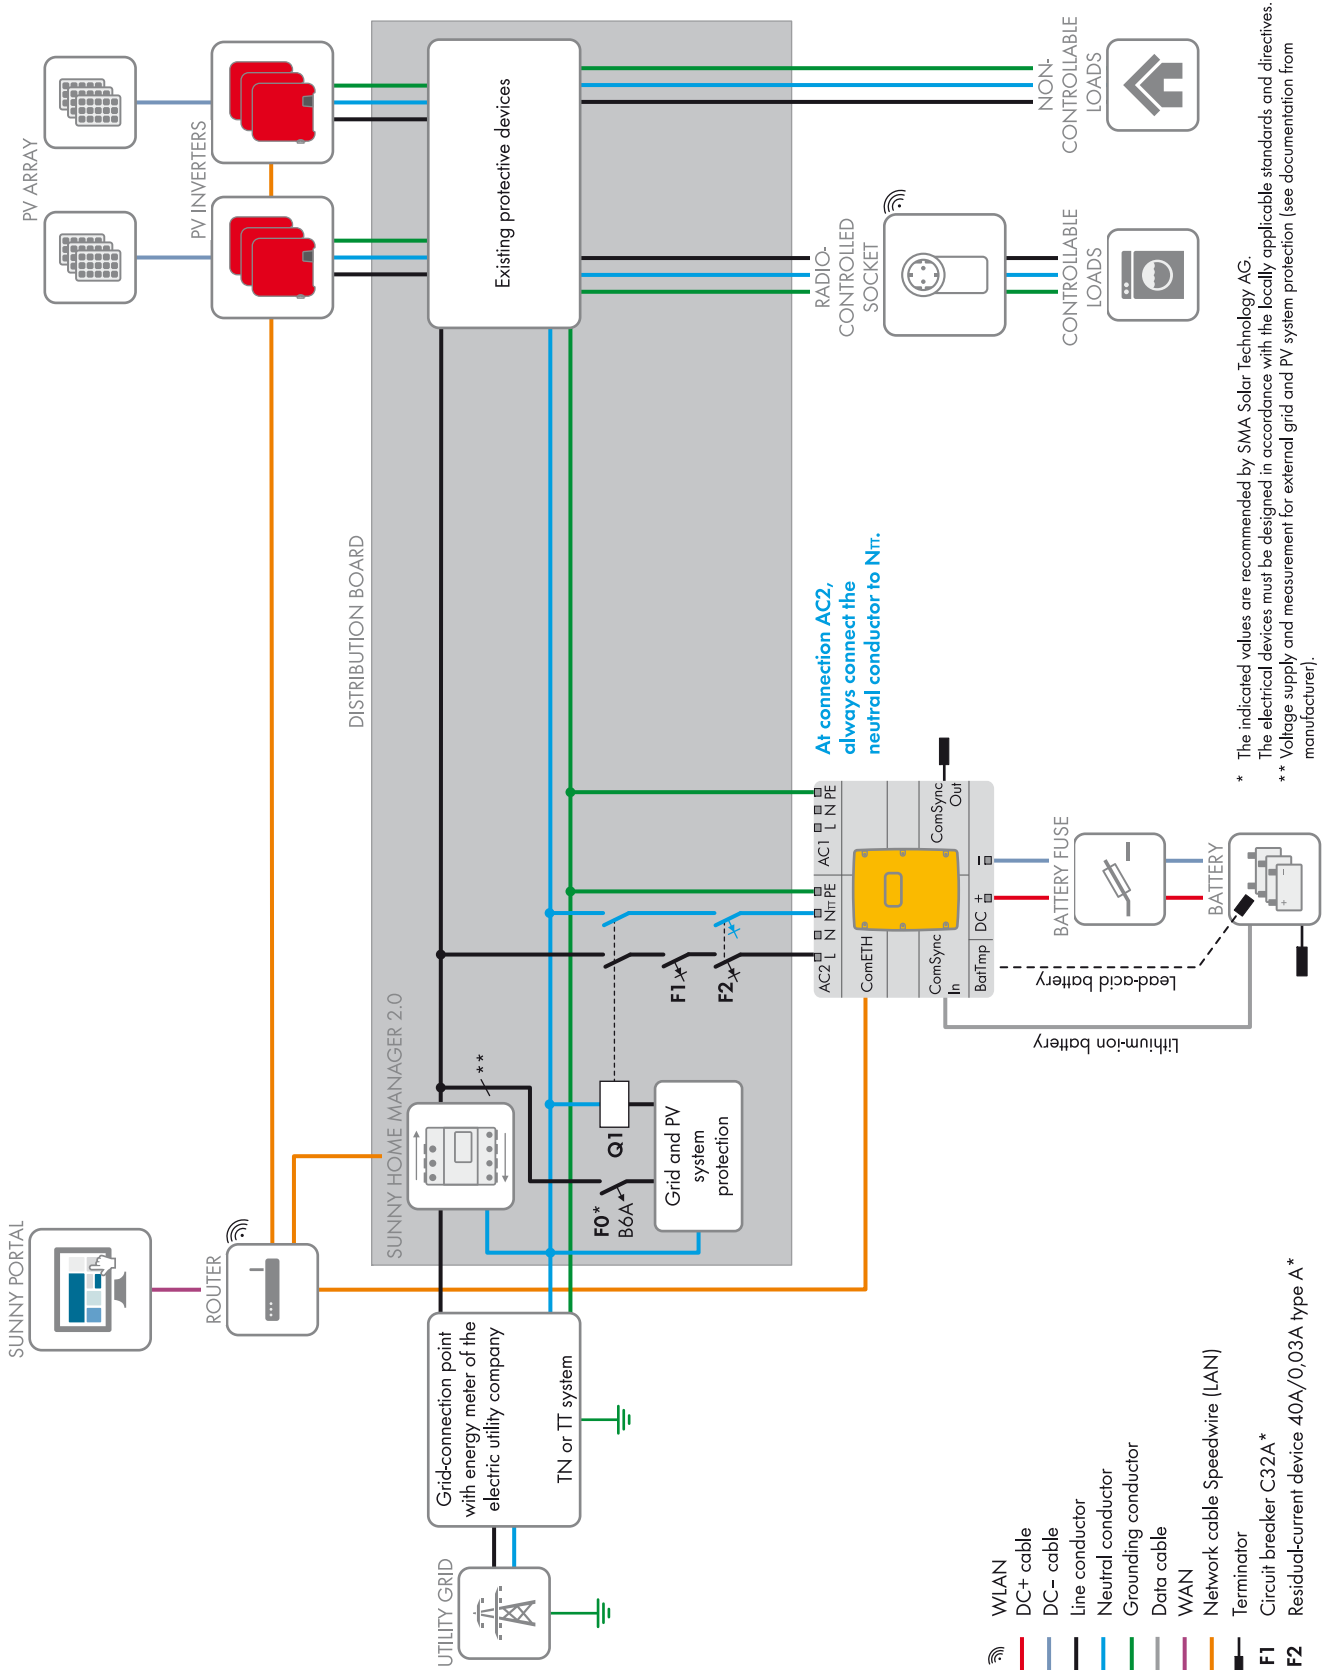 SUNNY PORTAL
ROUTER
PV ARRAY
PV INVERTERS
DISTRIBUTION BOARD
SUNNY HOME MANAGER 2.0
UTILITY GRID
Grid-connection point
with energy meter of the
electric utility company
TN or TT system
Existing protective devices
**
F0*
B6A
Q1
Grid and PV
system
protection
F1
F2
At connection AC2,
always connect the
neutral conductor to NTT.
RADIO-
CONTROLLED
SOCKET
NON-
CONTROLLABLE
LOADS
CONTROLLABLE
LOADS
AC2 L N NTT PE
AC1 L N PE
ComETH
ComSync
In
ComSync
Out
BatTmp
DC + –
Lithium-ion battery
Lead-acid battery
BATTERY FUSE
BATTERY
WLAN
DC+ cable
DC– cable
Line conductor
Neutral conductor
Grounding conductor
Data cable
WAN
Network cable Speedwire (LAN)
Terminator
F1 Circuit breaker C32A*
F2 Residual-current device 40A/0,03A type A*
* The indicated values are recommended by SMA Solar Technology AG.
The electrical devices must be designed in accordance with the locally applicable standards and directives.
** Voltage supply and measurement for external grid and PV system protection (see documentation from
manufacturer).